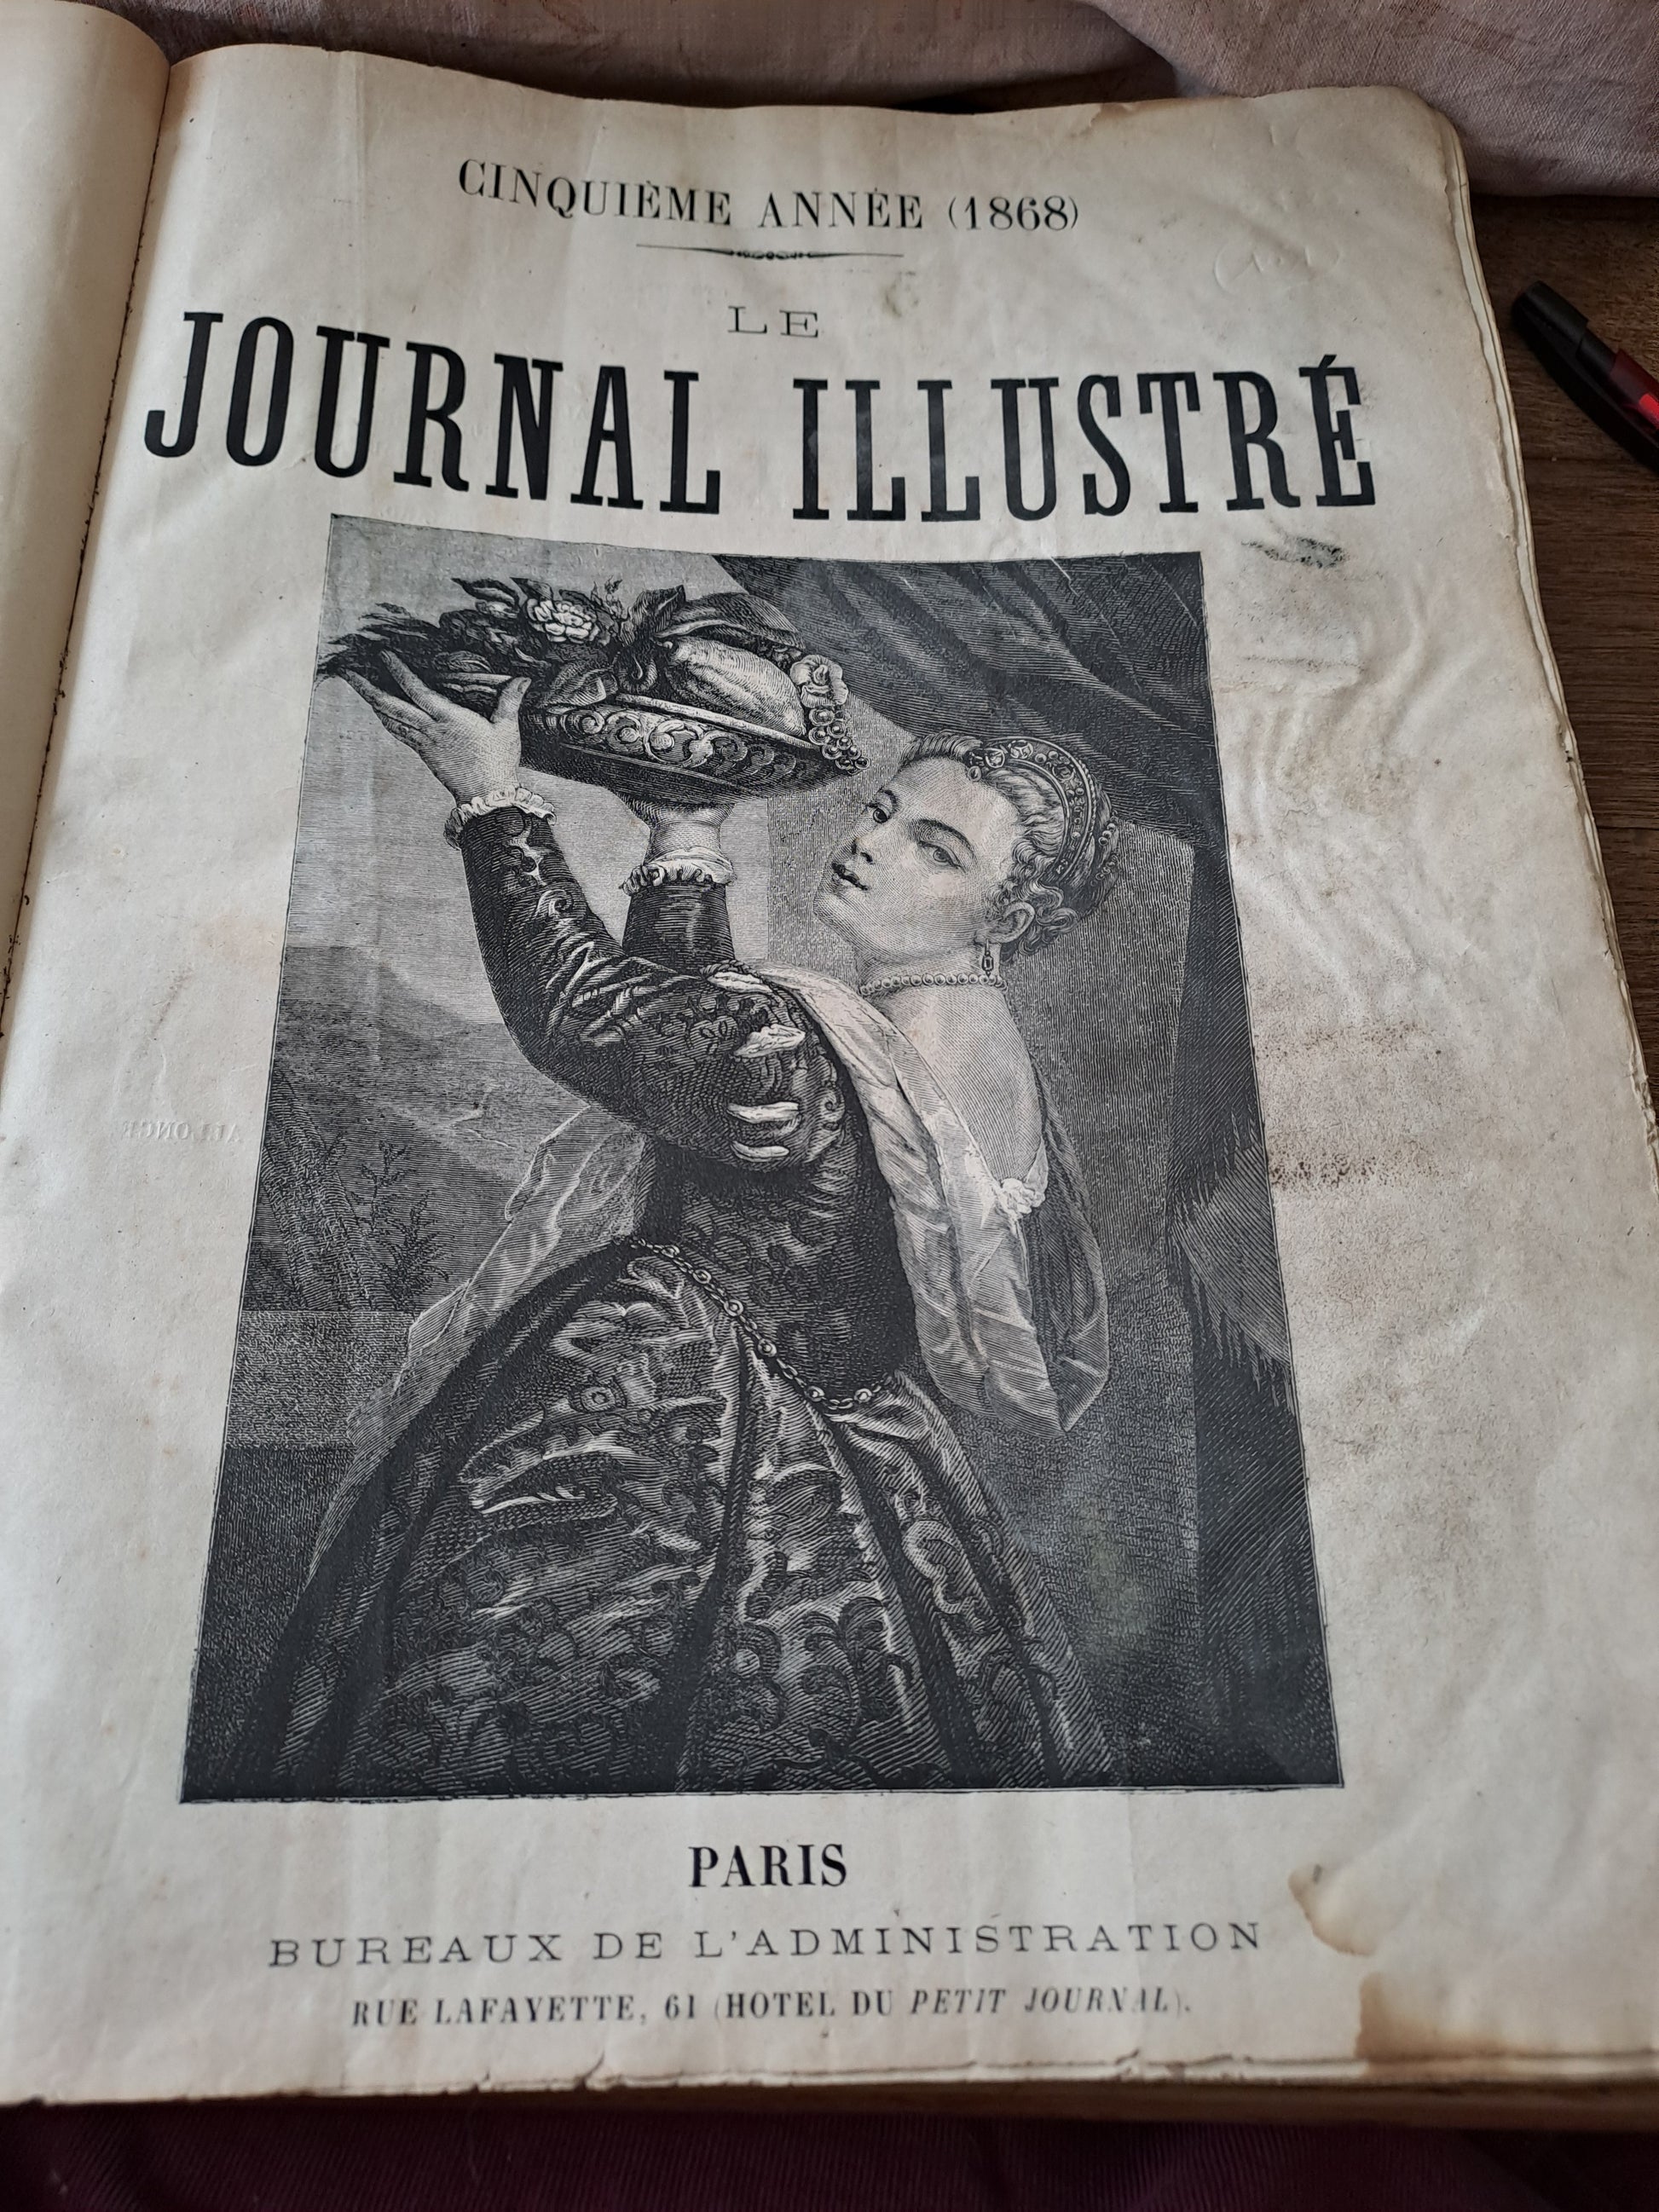 CINQUIÈME ANNÉE (1868)
LE
JOURNAL ILLUSTRÉ
PARIS
BUREAUX DE L'ADMINISTRATION
RUE LAFAYETTE, 61 (HOTEL DU PETIT JOURNAL).